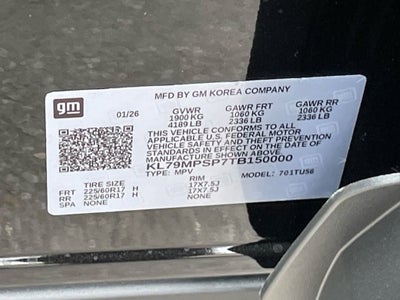 MFD BY GM KOREA COMPANY
gm 01/26 GVWR GAWR FRT GAWR RR
1900 KG 1060 KG 1060 KG
4189 LB 2336 LB 2336 LB
THIS VEHICLE CONFORMS TO ALL
APPLICABLE U.S. FEDERAL MOTOR
VEHICLE SAFETY AND THEFT PREVENTION
STANDARDS IN EFFECT ON THE DATE OF
MANUFACTURE SHOWN ABOVE.
KL79MPSP7TB150000
TYPE: MPV MODEL: 701TU56
TIRE SIZE RIM
FRT 225/60R17 H 17X7.5J
RR 225/60R17 H 17X7.5J
SPA NONE NONE